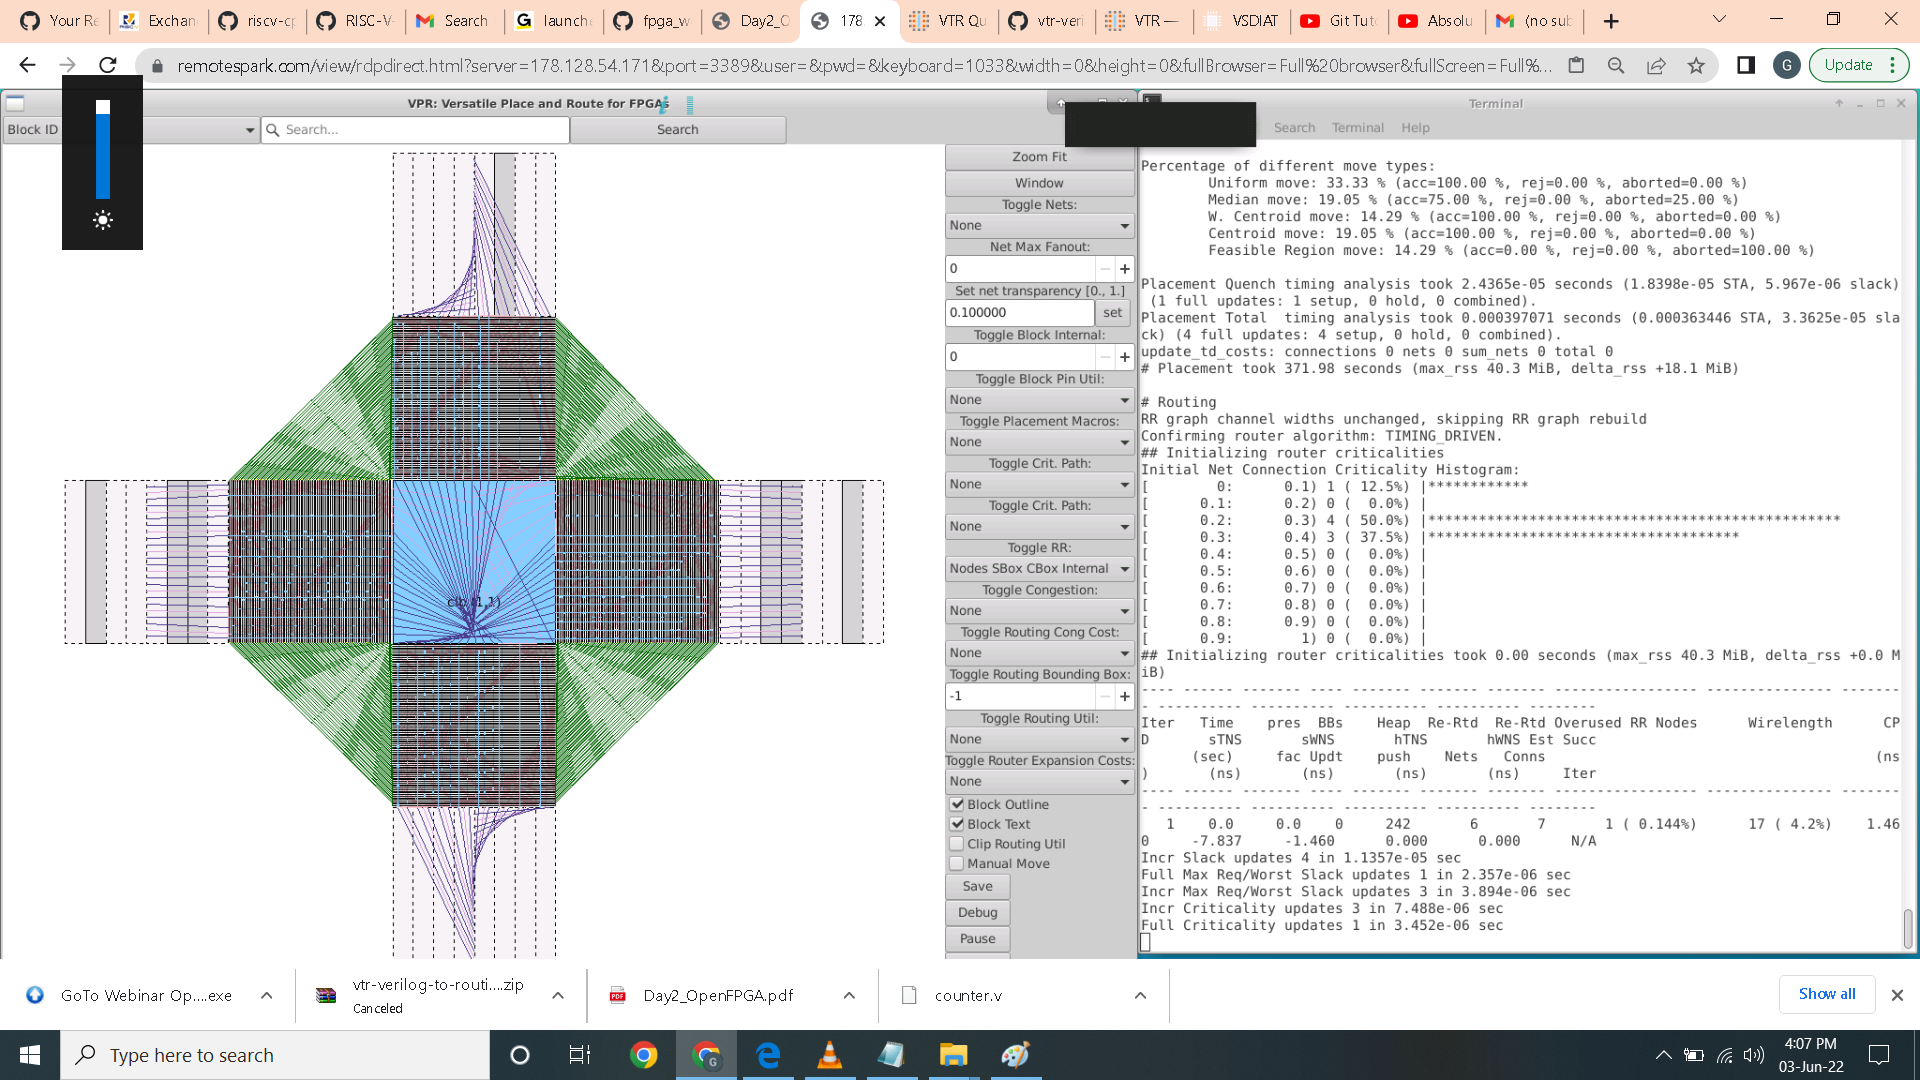 Your Re
Exchan
riscv-cp
RISC-V-
Search
launche
fpga_w
Day2_O
178
VTR Qu
vtr-veri
VTR —
VSDIAT
Git Tuto
Absolu
(no sub
remotespark.com/view/rdpdirect.html?server=178.128.54.171&port=3389&user=&pwd=&keyboard=1033&width=0&height=0&fullBrowser=Full%20browser&fullScreen=Full%...
G
Update
VPR: Versatile Place and Route for FPGAs
Block ID
Search...
Search
clb (1,1)
Zoom Fit
Window
Toggle Nets:
None
Net Max Fanout:
0
Set net transparency [0., 1.]
0.100000
set
Toggle Block Internal:
0
Toggle Block Pin Util:
None
Toggle Placement Macros:
None
Toggle Crit. Path:
None
Toggle Crit. Path:
None
Toggle RR:
Nodes SBox CBox Internal
Toggle Congestion:
None
Toggle Routing Cong Cost:
None
Toggle Routing Bounding Box:
-1
Toggle Routing Util:
None
Toggle Router Expansion Costs:
None
Block Outline
Block Text
Clip Routing Util
Manual Move
Save
Debug
Pause
Terminal
Search Terminal Help
Percentage of different move types:
Uniform move: 33.33 % (acc=100.00 %, rej=0.00 %, aborted=0.00 %)
Median move: 19.05 % (acc=75.00 %, rej=0.00 %, aborted=25.00 %)
W. Centroid move: 14.29 % (acc=100.00 %, rej=0.00 %, aborted=0.00 %)
Centroid move: 19.05 % (acc=100.00 %, rej=0.00 %, aborted=0.00 %)
Feasible Region move: 14.29 % (acc=0.00 %, rej=0.00 %, aborted=100.00 %)
Placement Quench timing analysis took 2.4365e-05 seconds (1.8398e-05 STA, 5.967e-06 slack)
(1 full updates: 1 setup, 0 hold, 0 combined).
Placement Total  timing analysis took 0.000397071 seconds (0.000363446 STA, 3.3625e-05 sla
ck) (4 full updates: 4 setup, 0 hold, 0 combined).
update_td_costs: connections 0 nets 0 sum_nets 0 total 0
# Placement took 371.98 seconds (max_rss 40.3 MiB, delta_rss +18.1 MiB)
# Routing
RR graph channel widths unchanged, skipping RR graph rebuild
Confirming router algorithm: TIMING_DRIVEN.
## Initializing router criticalities
Initial Net Connection Criticality Histogram:
[        0:      0.1) 1 ( 12.5%) |************
[      0.1:      0.2) 0 (  0.0%) |
[      0.2:      0.3) 4 ( 50.0%) |*************************************************
[      0.3:      0.4) 3 ( 37.5%) |*************************************
[      0.4:      0.5) 0 (  0.0%) |
[      0.5:      0.6) 0 (  0.0%) |
[      0.6:      0.7) 0 (  0.0%) |
[      0.7:      0.8) 0 (  0.0%) |
[      0.8:      0.9) 0 (  0.0%) |
[      0.9:        1) 0 (  0.0%) |
## Initializing router criticalities took 0.00 seconds (max_rss 40.3 MiB, delta_rss +0.0 M
iB)
---- ------ ------- ---- ------- ------- ------- ----------------- --------------- -------
- ---------- ---------- ---------- ---------- --------
Iter   Time    pres  BBs    Heap  Re-Rtd  Re-Rtd Overused RR Nodes      Wirelength      CP
D       sTNS       sWNS       hTNS       hWNS Est Succ
(sec)     fac Updt    push    Nets   Conns                                       (ns
)       (ns)       (ns)       (ns)       (ns)     Iter
---- ------ ------- ---- ------- ------- ------- ----------------- --------------- -------
- ---------- ---------- ---------- ---------- --------
1    0.0     0.0    0     242       6       7       1 ( 0.144%)      17 ( 4.2%)    1.46
0     -7.837     -1.460      0.000      0.000      N/A
Incr Slack updates 4 in 1.1357e-05 sec
Full Max Req/Worst Slack updates 1 in 2.357e-06 sec
Incr Max Req/Worst Slack updates 3 in 3.894e-06 sec
Incr Criticality updates 3 in 7.488e-06 sec
Full Criticality updates 1 in 3.452e-06 sec
GoTo Webinar Op....exe
vtr-verilog-to-routi....zip
Canceled
Day2_OpenFPGA.pdf
counter.v
Show all
Type here to search
4:07 PM
03-Jun-22